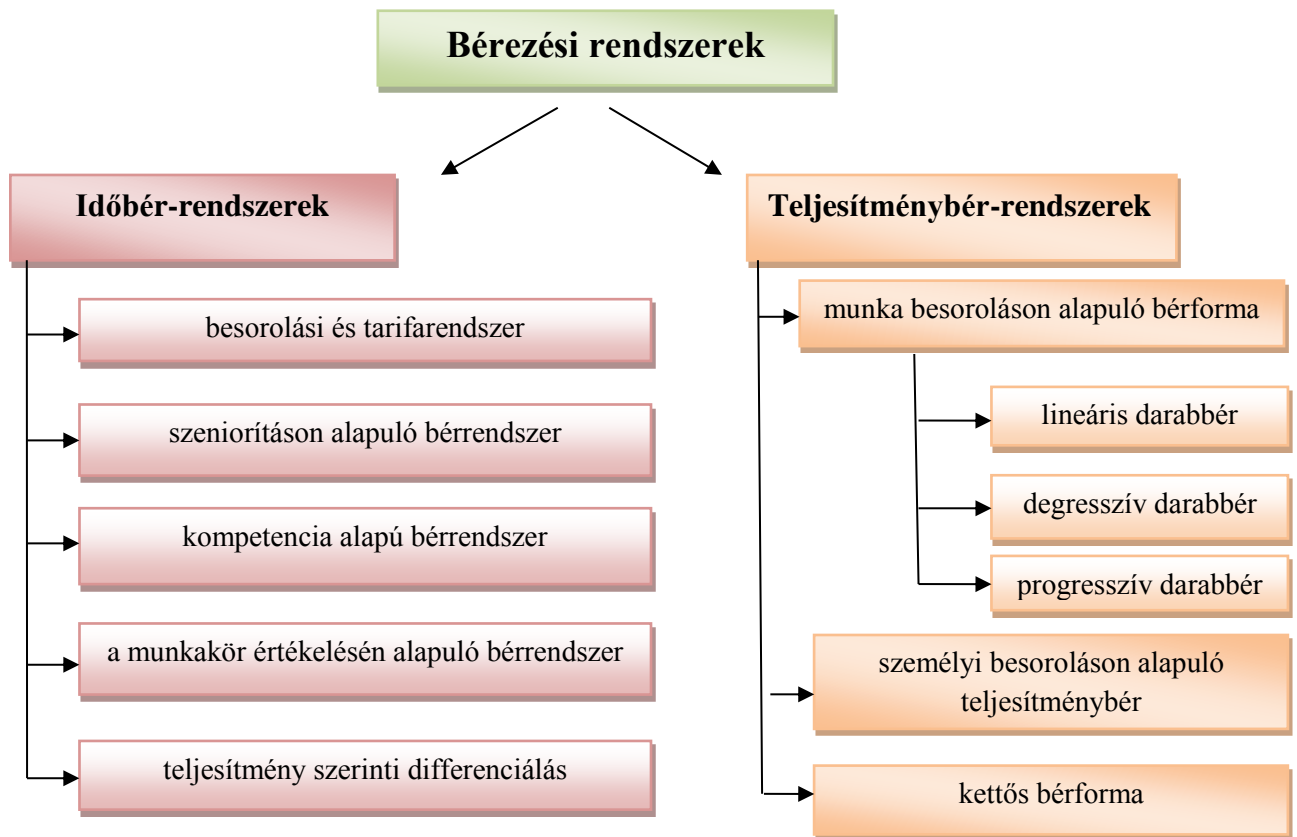 Bérezési rendszerek
Időbér-rendszerek
besorolási és tarifarendszer
szenioritáson alapuló bérrendszer
kompetencia alapú bérrendszer
a munkakör értékelésén alapuló bérrendszer
teljesítmény szerinti differenciálás
Teljesítménybér-rendszerek
munka besoroláson alapuló bérforma
lineáris darabbér
degresszív darabbér
progresszív darabbér
személyi besoroláson alapuló
teljesítménybér
kettős bérforma